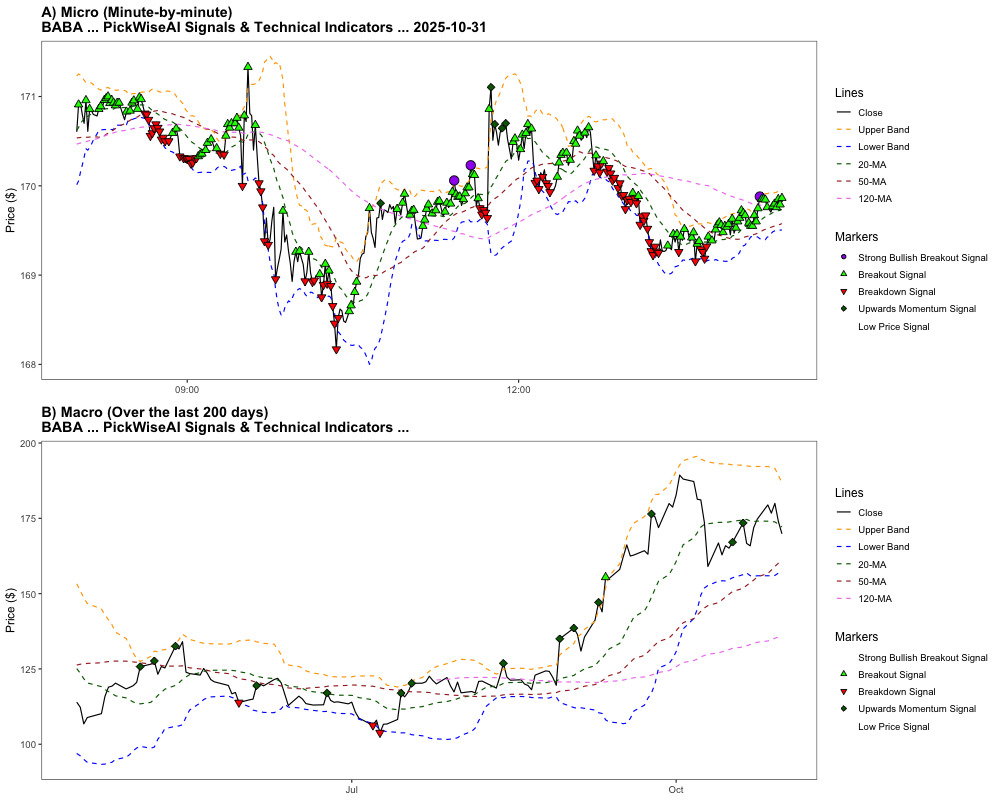 A) Micro (Minute-by-minute)
BABA ... PickWiseAI Signals & Technical Indicators ... 2025-10-31
Price ($)
171
170
169
168
09:00
12:00
Lines
Close
Upper Band
Lower Band
20-MA
50-MA
120-MA
Markers
Strong Bullish Breakout Signal
Breakout Signal
Breakdown Signal
Upwards Momentum Signal
Low Price Signal
B) Macro (Over the last 200 days)
BABA ... PickWiseAI Signals & Technical Indicators ...
Price ($)
200
175
150
125
100
Jul
Oct
Lines
Close
Upper Band
Lower Band
20-MA
50-MA
120-MA
Markers
Strong Bullish Breakout Signal
Breakout Signal
Breakdown Signal
Upwards Momentum Signal
Low Price Signal